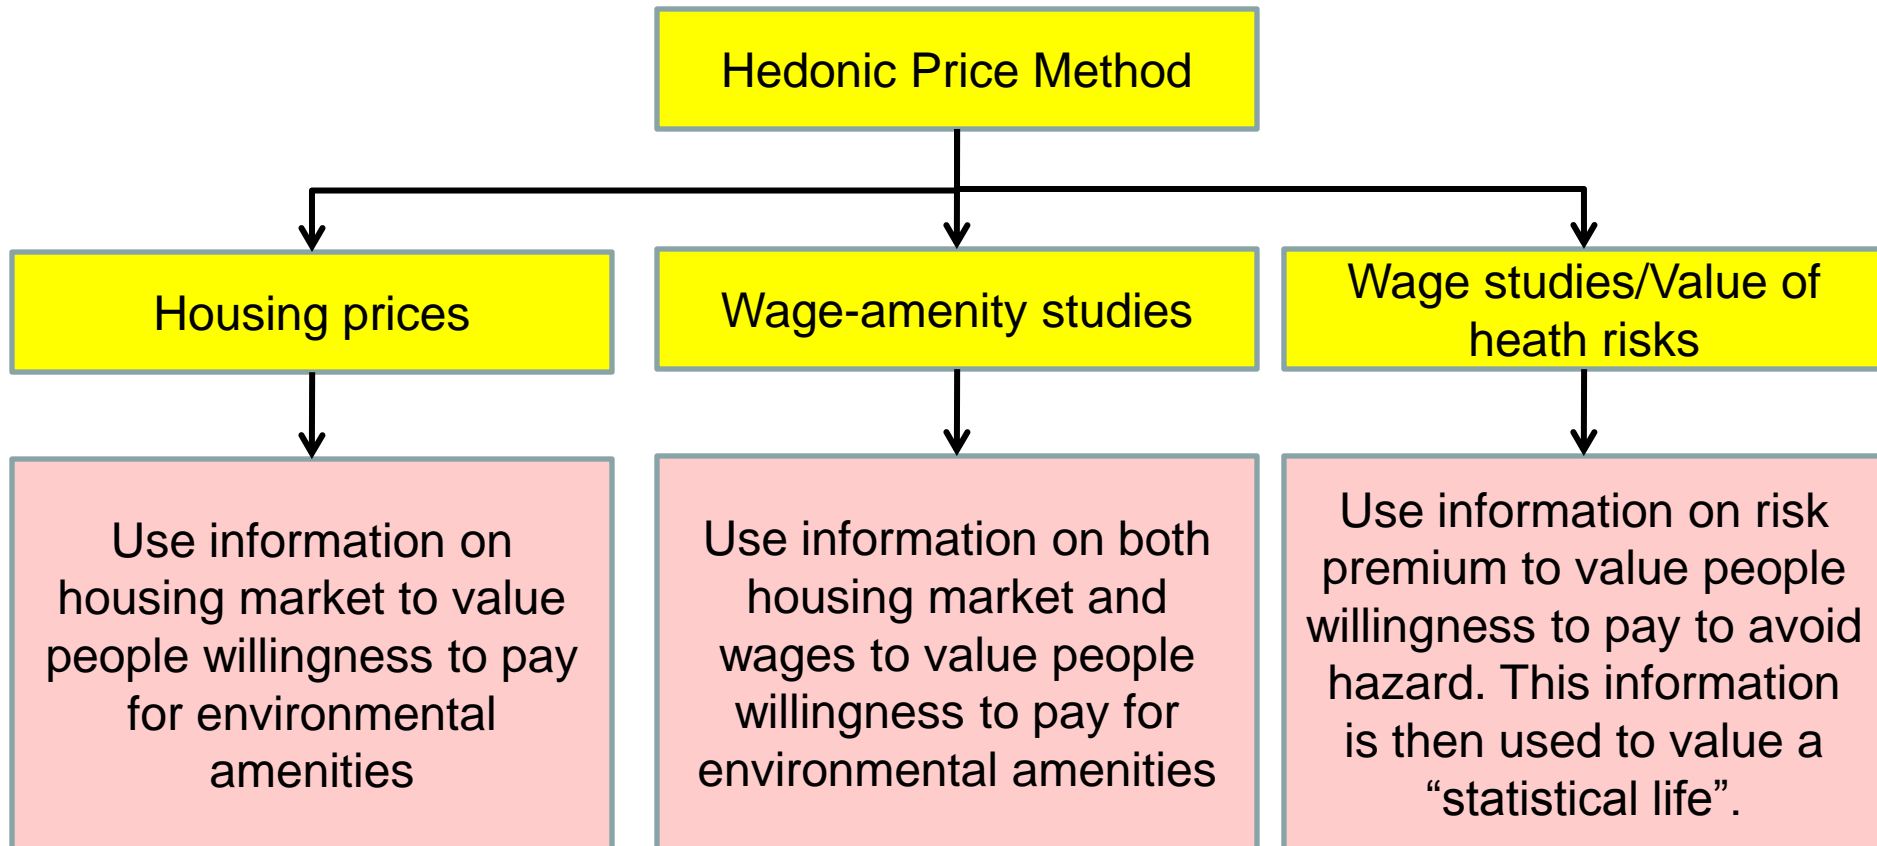 Hedonic Price Method
Housing prices
Wage-amenity studies
Wage studies/Value of
heath risks
Use information on
housing market to value
people willingness to pay
for environmental
amenities
Use information on both
housing market and
wages to value people
willingness to pay for
environmental amenities
Use information on risk
premium to value people
willingness to pay to avoid
hazard. This information
is then used to value a
“statistical life”.